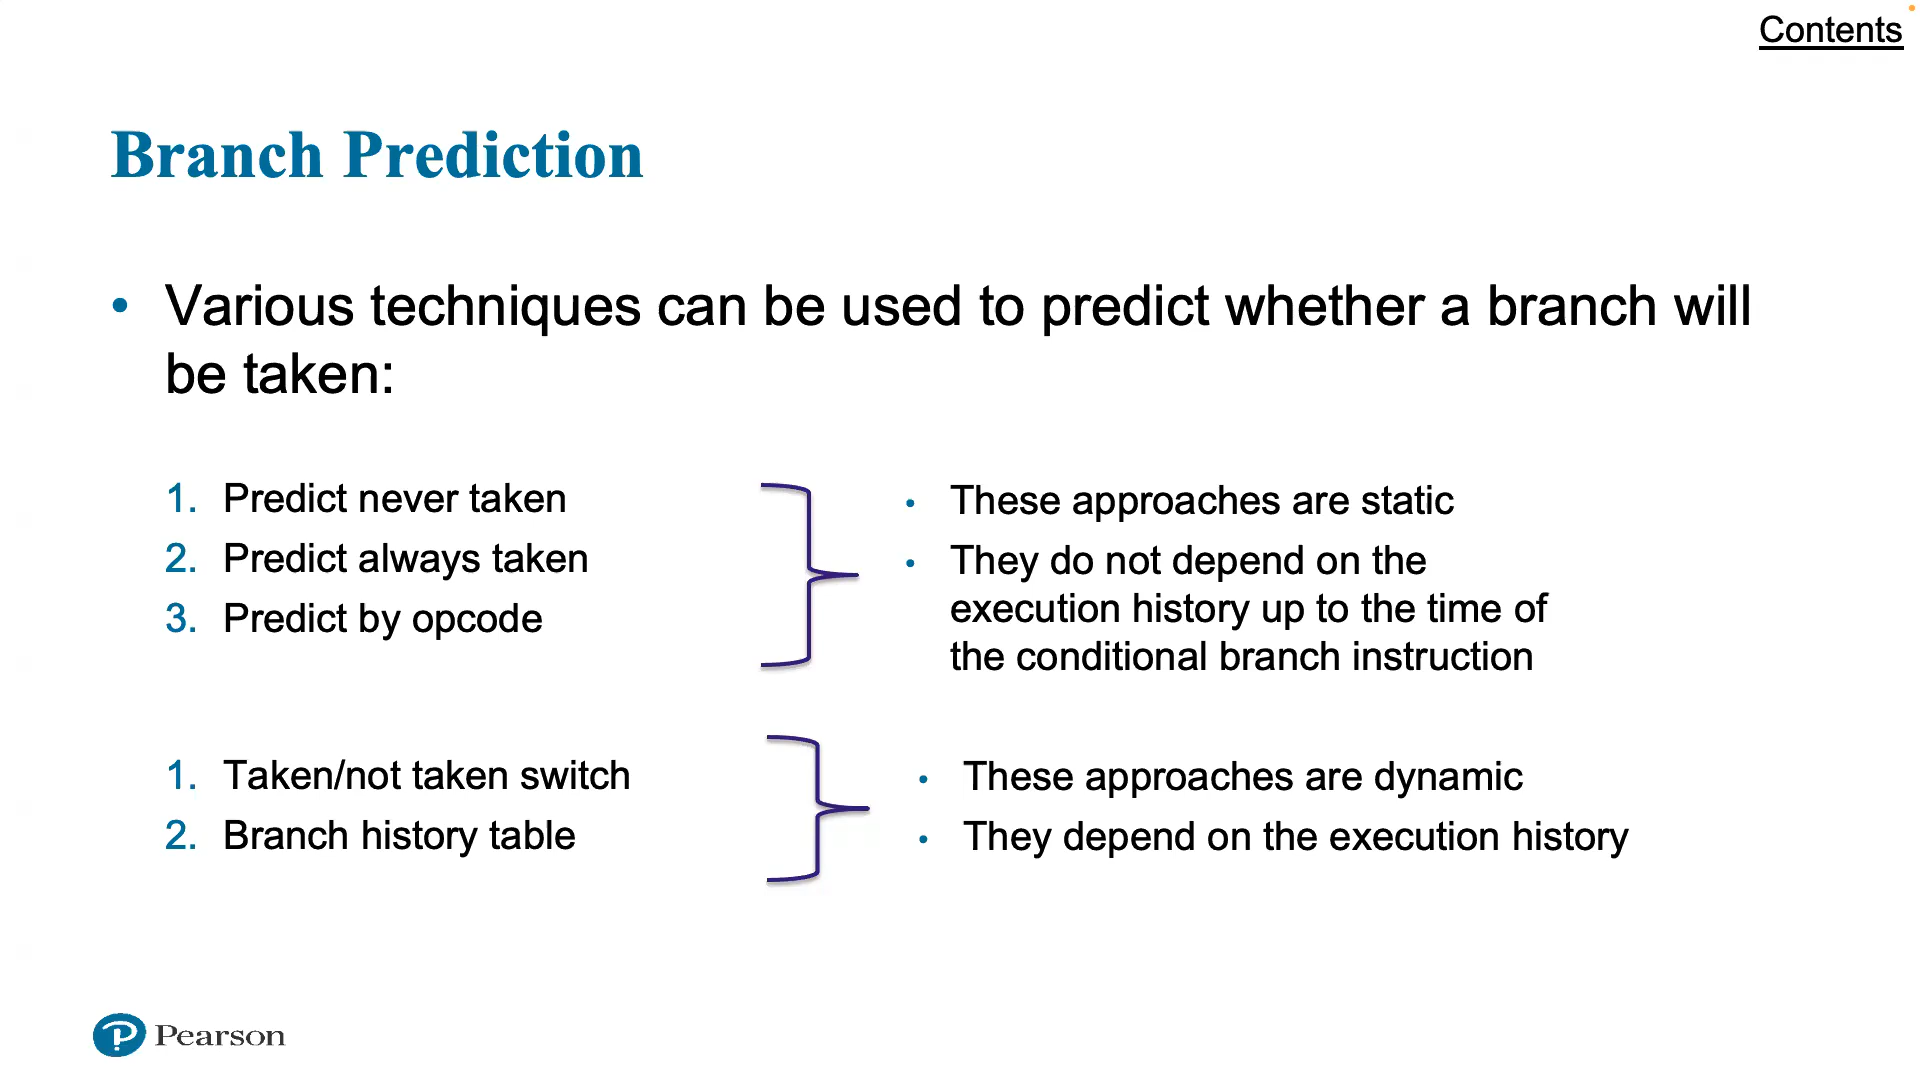 Contents
Branch Prediction
• Various techniques can be used to predict whether a branch will
be taken:
1. Predict never taken
2. Predict always taken
3. Predict by opcode
• These approaches are static
• They do not depend on the
execution history up to the time of
the conditional branch instruction
1. Taken/not taken switch
2. Branch history table
• These approaches are dynamic
• They depend on the execution history
Pearson